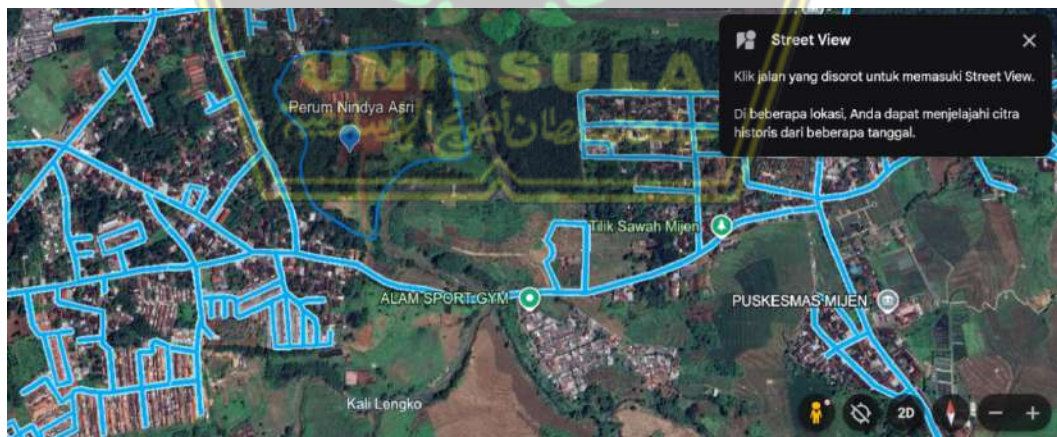 Street View
Klik jalan yang disorot untuk memasuki Street View.
Di beberapa lokasi, Anda dapat menjelajahi citra
historis dari beberapa tanggal.
UNISSULA
Perum Nindya Asri
Tilik Sawah Mijen
ALAM SPORT GYM
PUSKESMAS MIJEN
Kali Lengko
2D